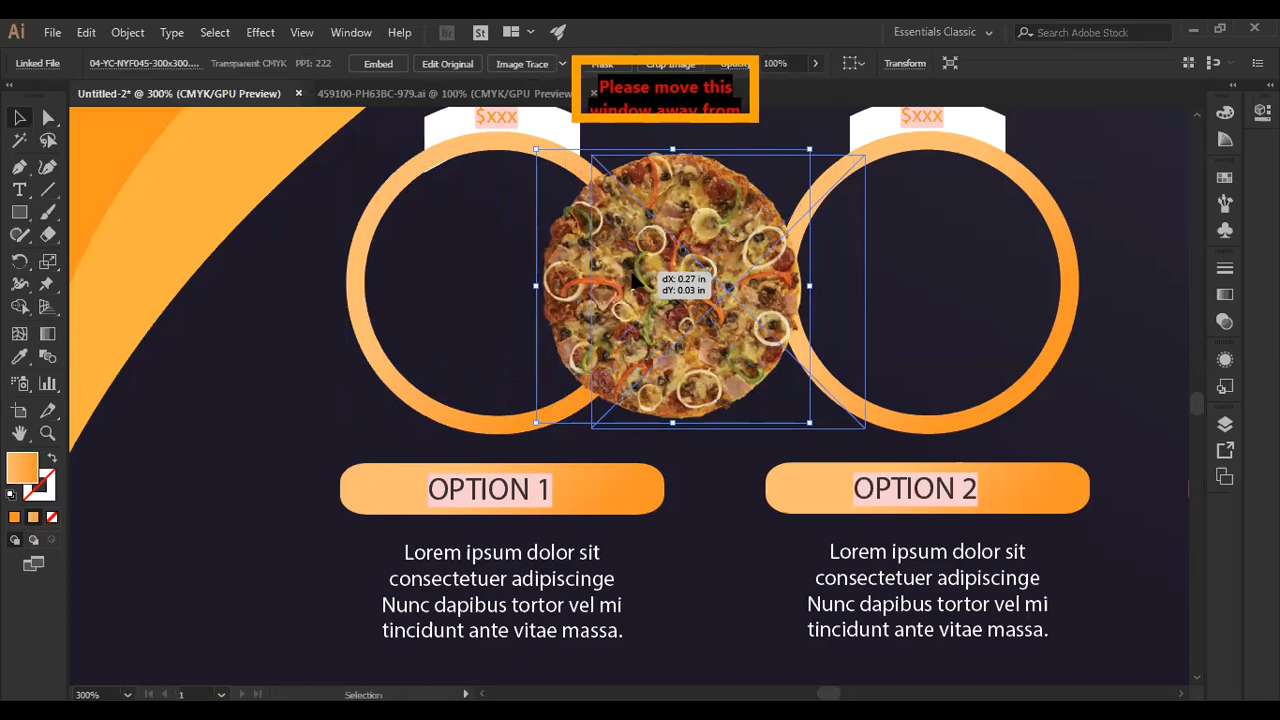 Ai File Edit Object Type Select Effect View Window Help Br St Essentials Classic Search Adobe Stock
Linked File 04-YC-NYF045-300x300.... Transparent CMYK PPI: 222 Embed Edit Original Image Trace Mask Crop Image Opacity 100% Transform
Untitled-2* @ 300% (CMYK/GPU Preview) × 459100-PH63BC-979.ai @ 100% (CMYK/GPU Preview) ×
Please move this
window away from
$xxx $xxx
dX: 0.27 in
dY: 0.03 in
OPTION 1 OPTION 2
Lorem ipsum dolor sit Lorem ipsum dolor sit
consectetuer adipiscinge consectetuer adipiscinge
Nunc dapibus tortor vel mi Nunc dapibus tortor vel mi
tincidunt ante vitae massa. tincidunt ante vitae massa.
300% 1 Selection